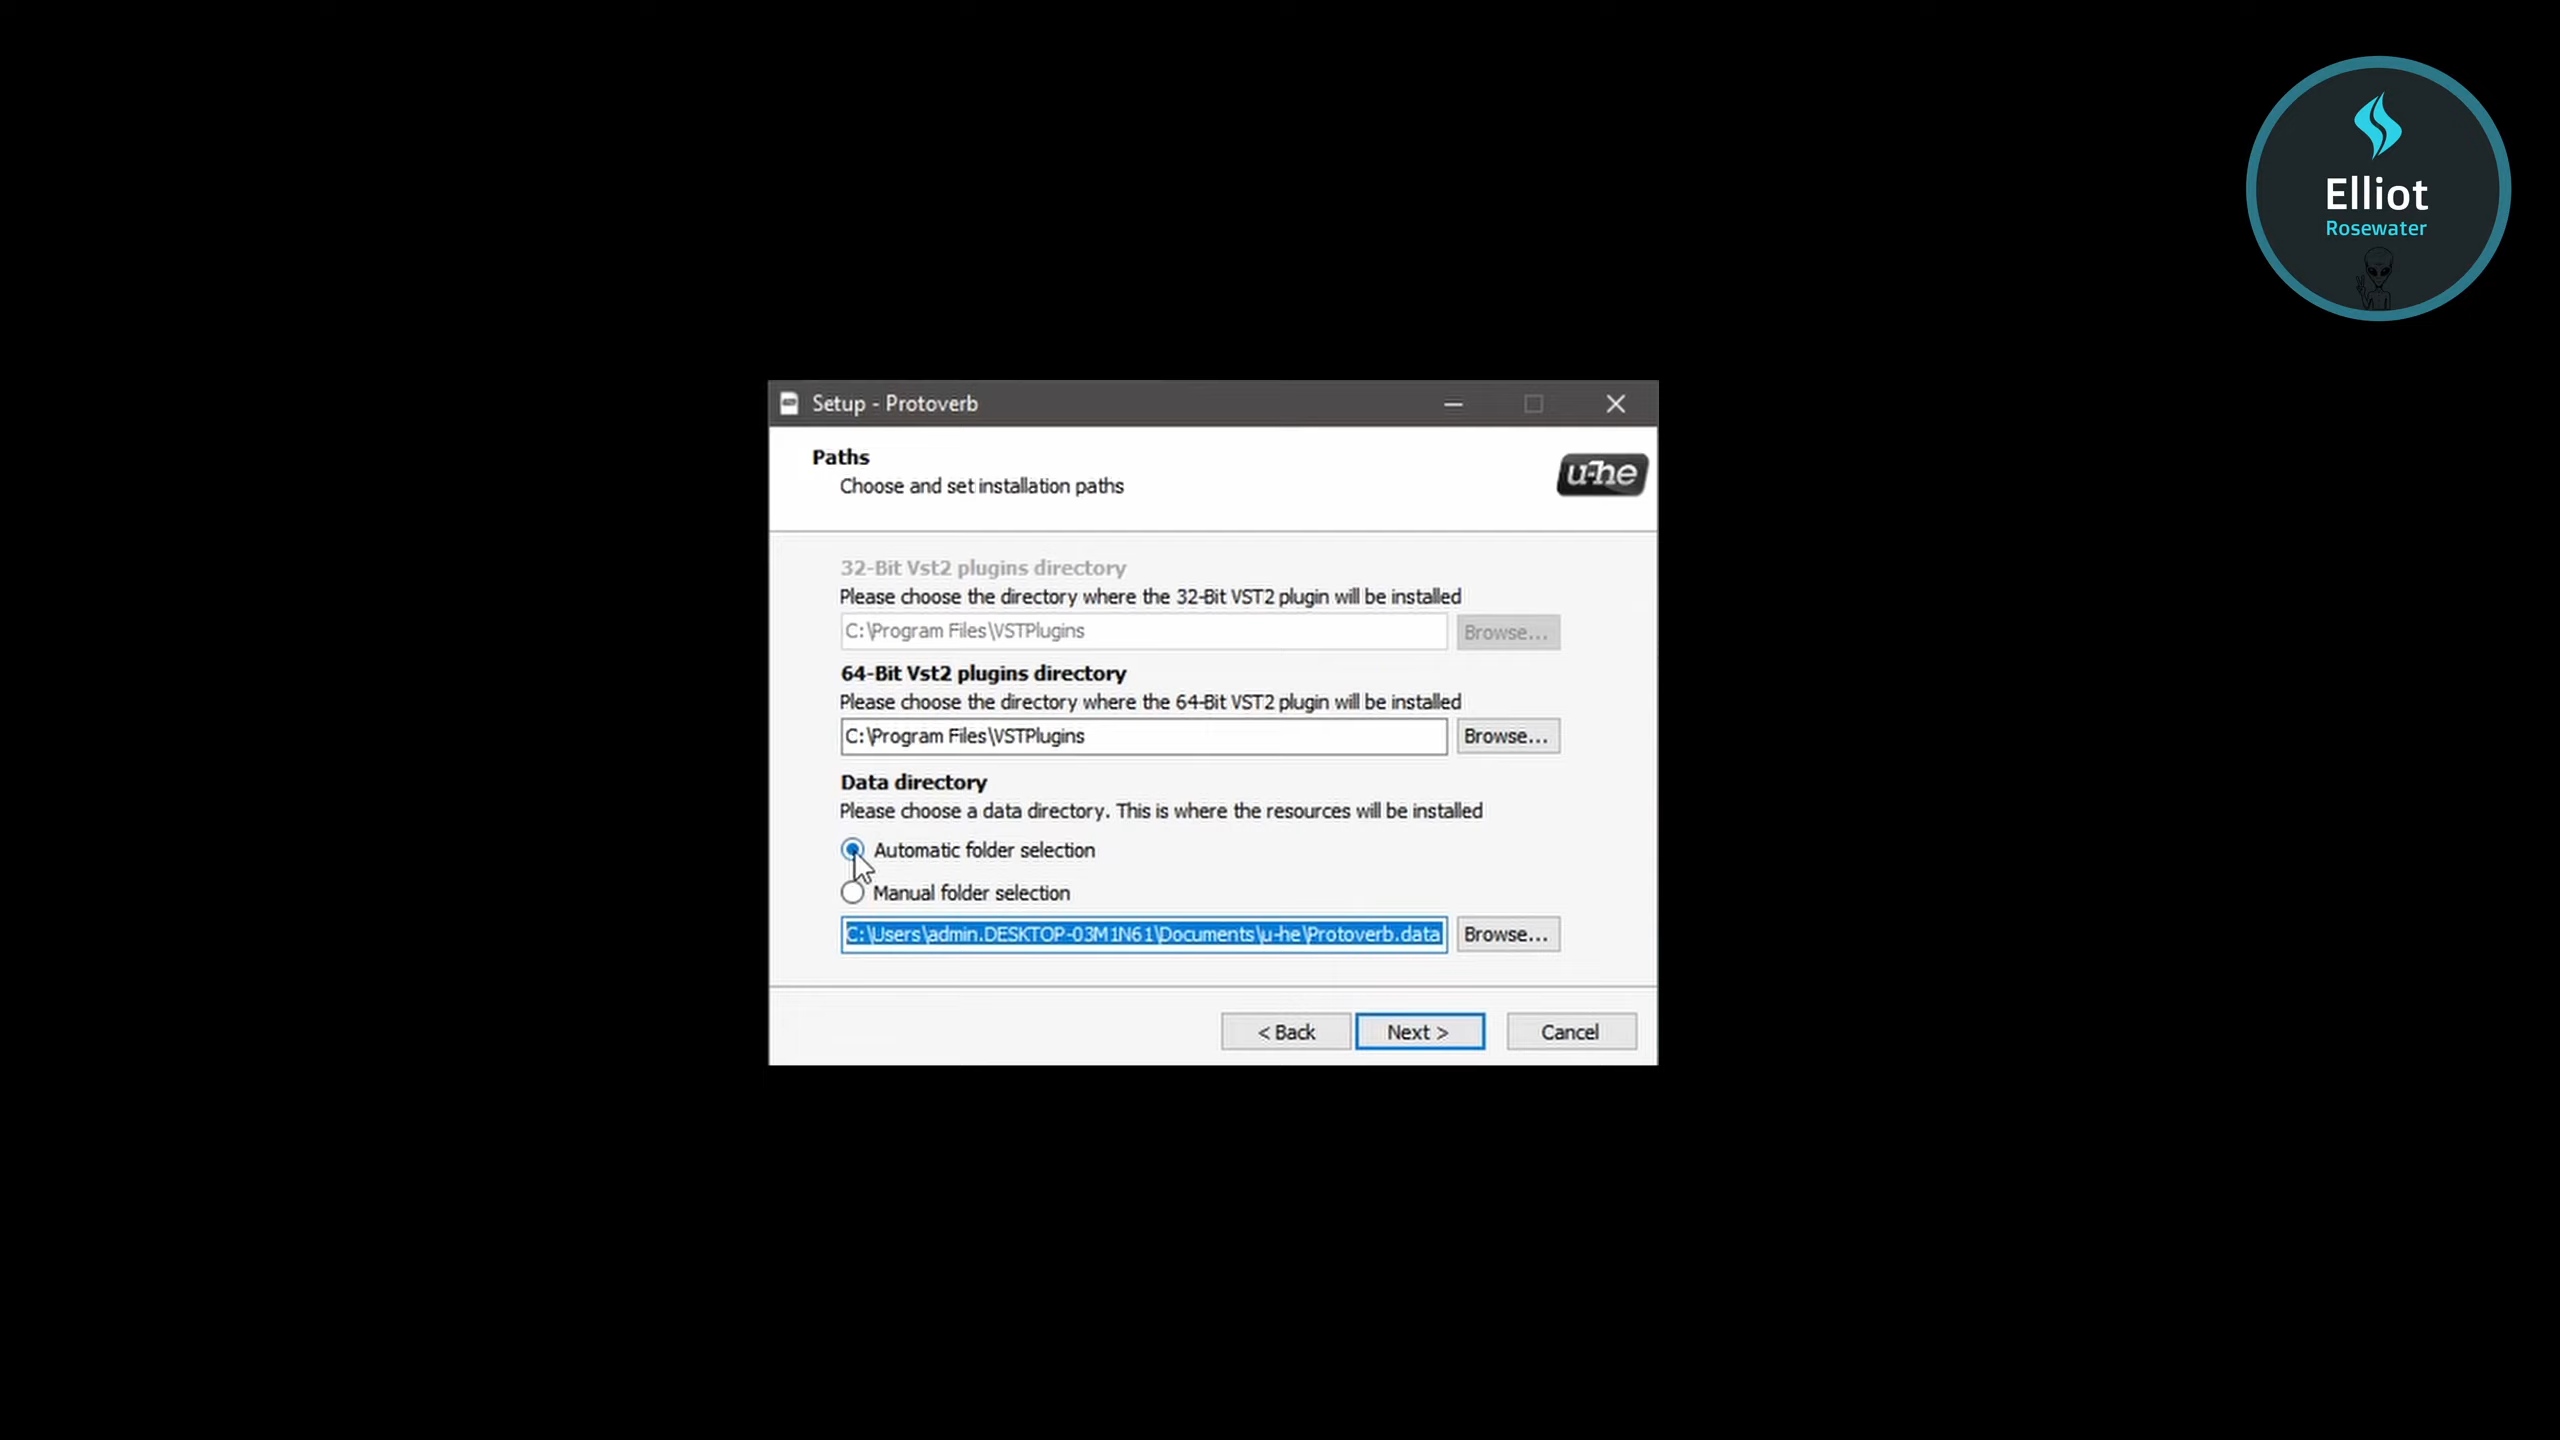 Elliot
Rosewater
Setup - Protoverb
Paths
Choose and set installation paths
u-he
32-Bit Vst2 plugins directory
Please choose the directory where the 32-Bit VST2 plugin will be installed
C:\Program Files\VSTPlugins
Browse...
64-Bit Vst2 plugins directory
Please choose the directory where the 64-Bit VST2 plugin will be installed
C:\Program Files\VSTPlugins
Browse...
Data directory
Please choose a data directory. This is where the resources will be installed
Automatic folder selection
Manual folder selection
C:\Users\admin.DESKTOP-03M1N61\Documents\u-he\Protoverb.data
Browse...
< Back
Next >
Cancel